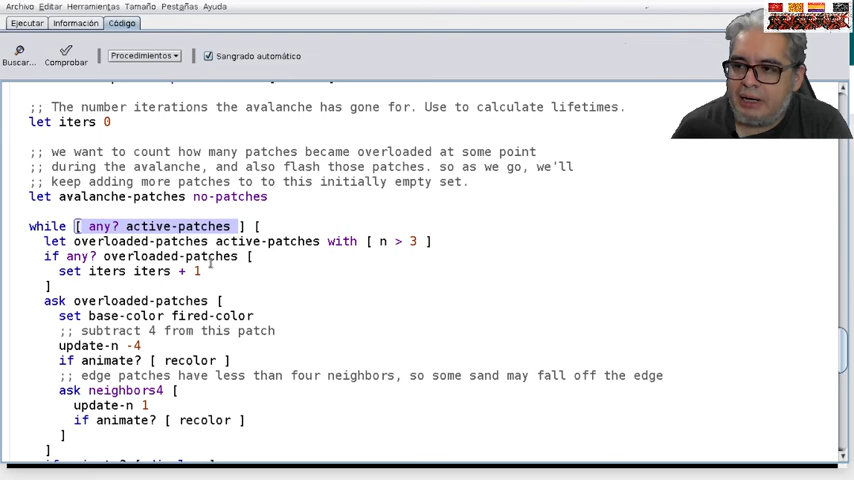 Archivo Editar Herramientas Tamaño Pestañas Ayuda
Ejecutar Información Código
Buscar... Comprobar Procedimientos Sangrado automático
;; The number iterations the avalanche has gone for. Use to calculate lifetimes.
let iters 0
;; we want to count how many patches became overloaded at some point
;; during the avalanche, and also flash those patches. so as we go, we'll
;; keep adding more patches to to this initially empty set.
let avalanche-patches no-patches
while [ any? active-patches ] [
let overloaded-patches active-patches with [ n > 3 ]
if any? overloaded-patches [
set iters iters + 1
]
ask overloaded-patches [
set base-color fired-color
;; subtract 4 from this patch
update-n -4
if animate? [ recolor ]
;; edge patches have less than four neighbors, so some sand may fall off the edge
ask neighbors4 [
update-n 1
if animate? [ recolor ]
]
]